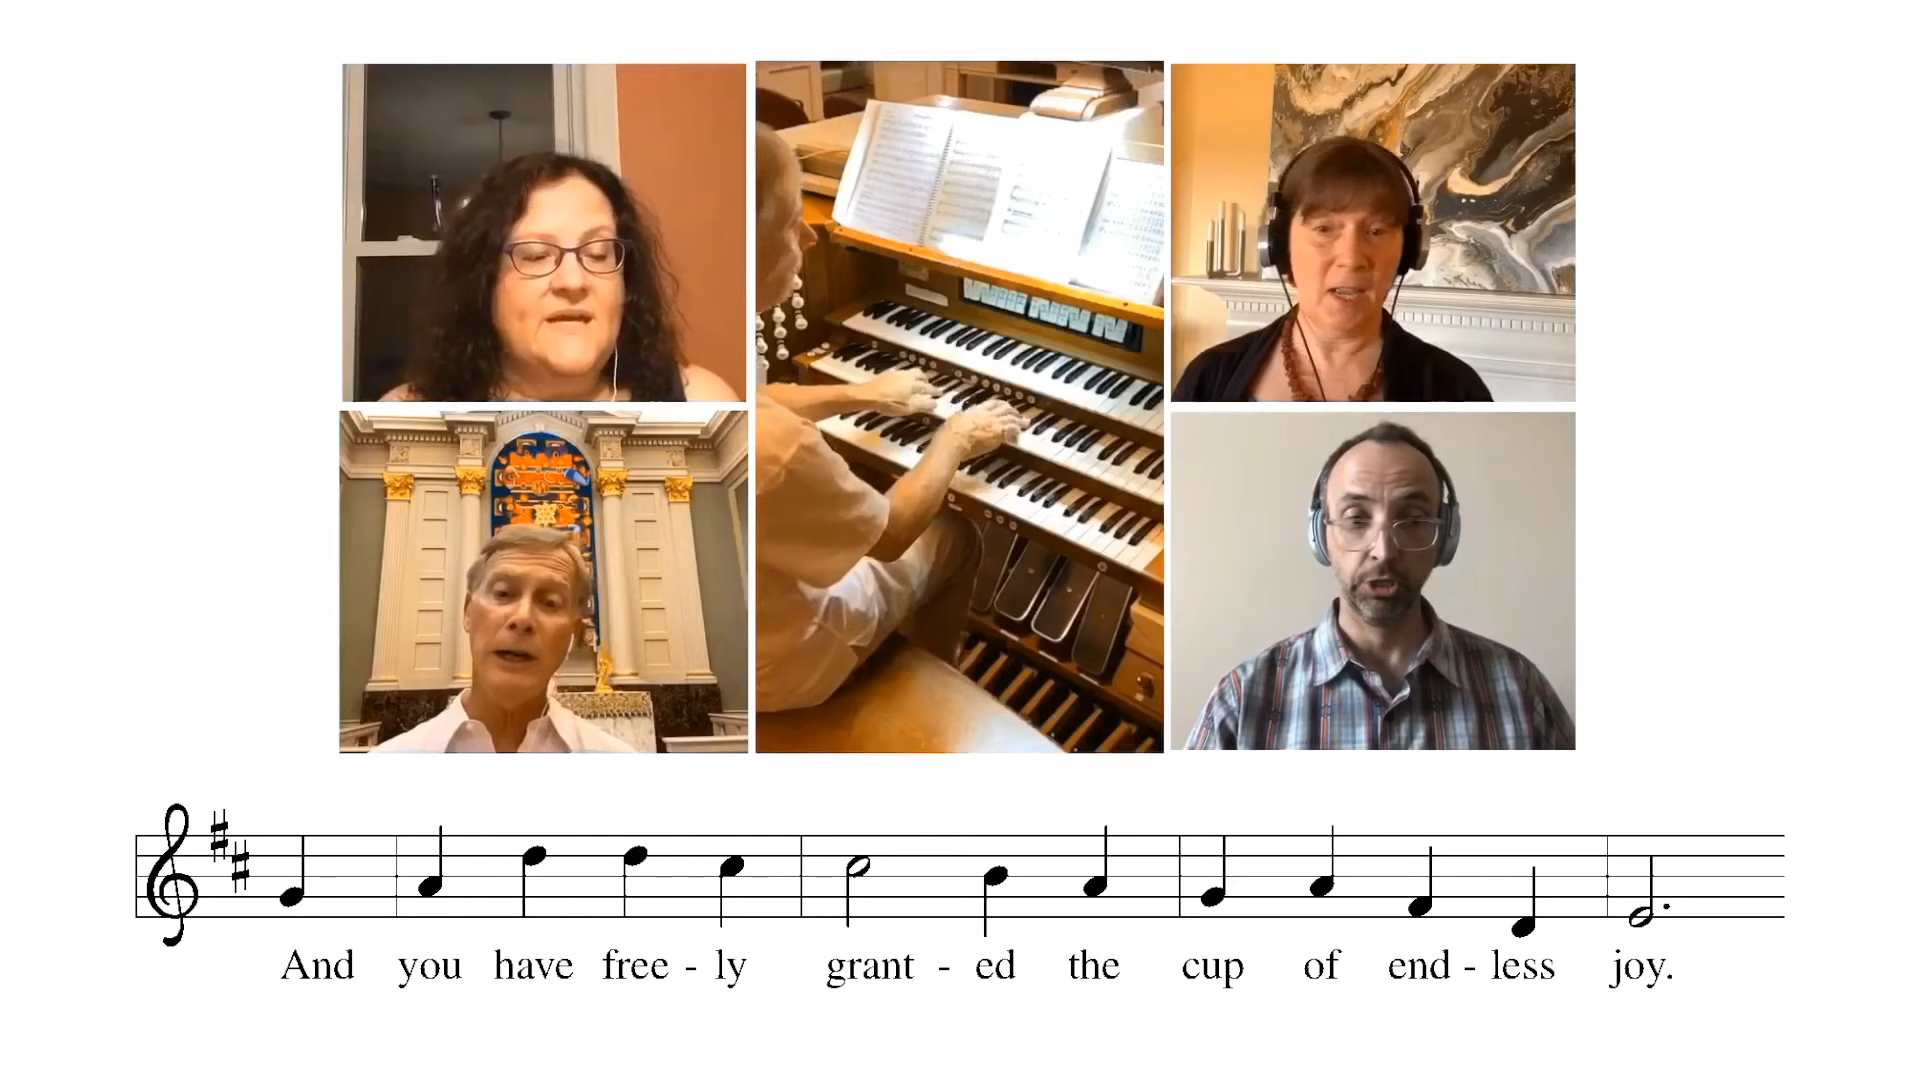 And you have free - ly grant - ed the cup of end - less joy.